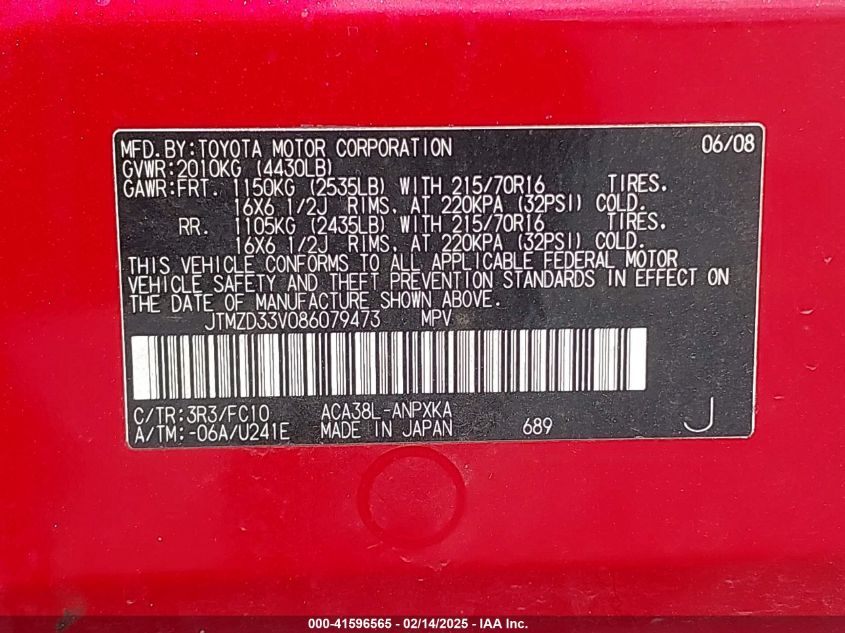 MFD.BY:TOYOTA MOTOR CORPORATION 06/08
GVWR:2010KG (4430LB)
GAWR:FRT. 1150KG (2535LB) WITH 215/70R16 TIRES.
16X6 1/2J RIMS, AT 220KPA (32PSI) COLD.
RR. 1105KG (2435LB) WITH 215/70R16 TIRES.
16X6 1/2J RIMS, AT 220KPA (32PSI) COLD.
THIS VEHICLE CONFORMS TO ALL APPLICABLE FEDERAL MOTOR
VEHICLE SAFETY AND THEFT PREVENTION STANDARDS IN EFFECT ON
THE DATE OF MANUFACTURE SHOWN ABOVE.
JTMZD33V086079473 MPV
C/TR:3R3/FC10 ACA38L-ANPXKA
A/TM:-06A/U241E MADE IN JAPAN 689 J
000-41596565 - 02/14/2025 - IAA Inc.